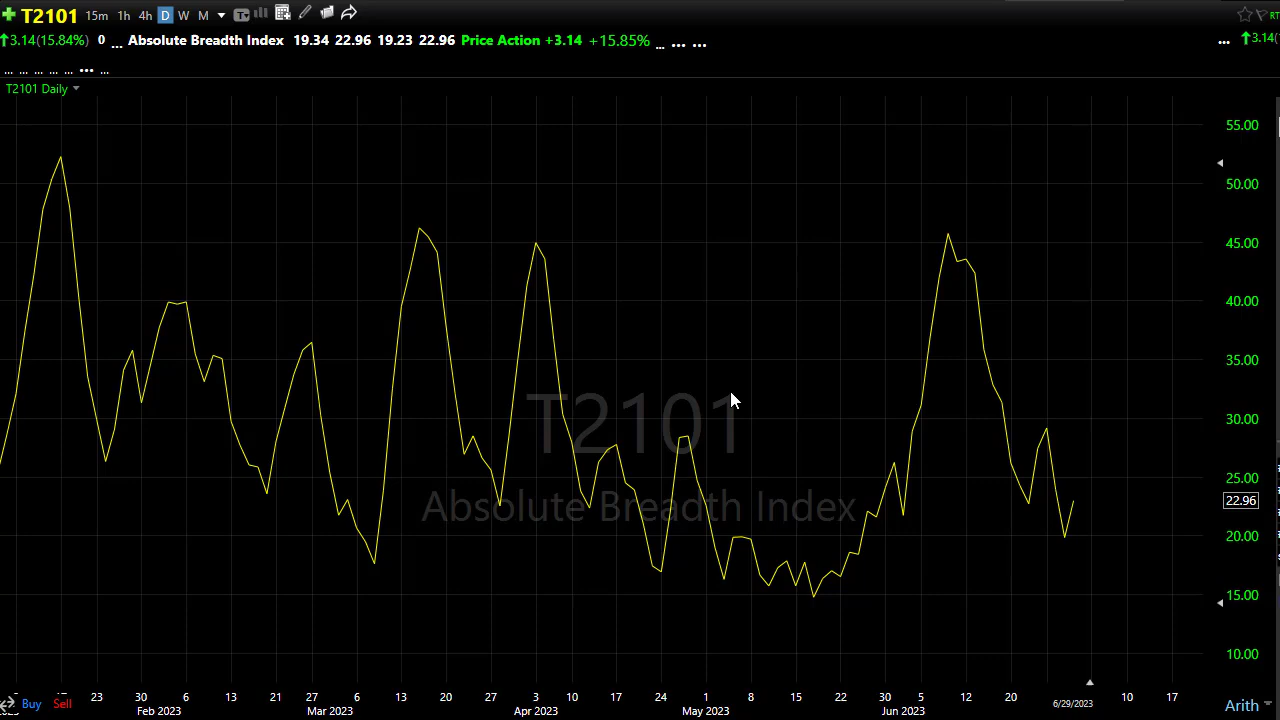 T2101 15m 1h 4h D W M T
3.14(15.84%) 0 ... Absolute Breadth Index 19.34 22.96 19.23 22.96 Price Action +3.14 +15.85% ... ... ... ... 3.14(
... ... ... ... ... ... ...
T2101 Daily
55.00
50.00
45.00
40.00
35.00
30.00
25.00
22.96
20.00
15.00
10.00
T2101
Absolute Breadth Index
23 30 6 13 21 27 6 13 20 27 3 10 17 24 1 8 15 22 30 5 12 20 6/29/2023 10 17
Buy Sell Feb 2023 Mar 2023 Apr 2023 May 2023 Jun 2023 Arith